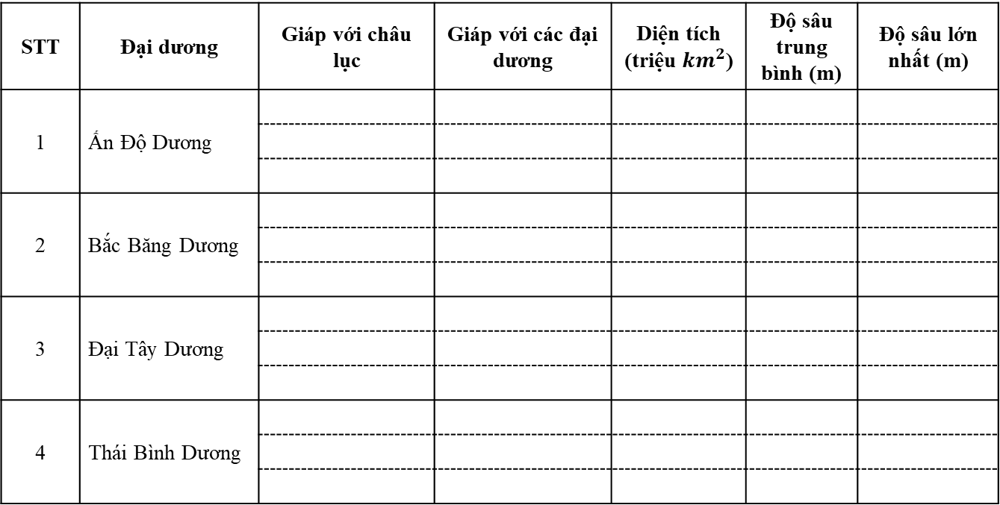 STT
Đại dương
Giáp với châu
lục
Giáp với các đại
dương
Diện tích
(triệu km²)
Độ sâu
trung
bình (m)
Độ sâu lớn
nhất (m)
1
Ấn Độ Dương
2
Bắc Băng Dương
3
Đại Tây Dương
4
Thái Bình Dương